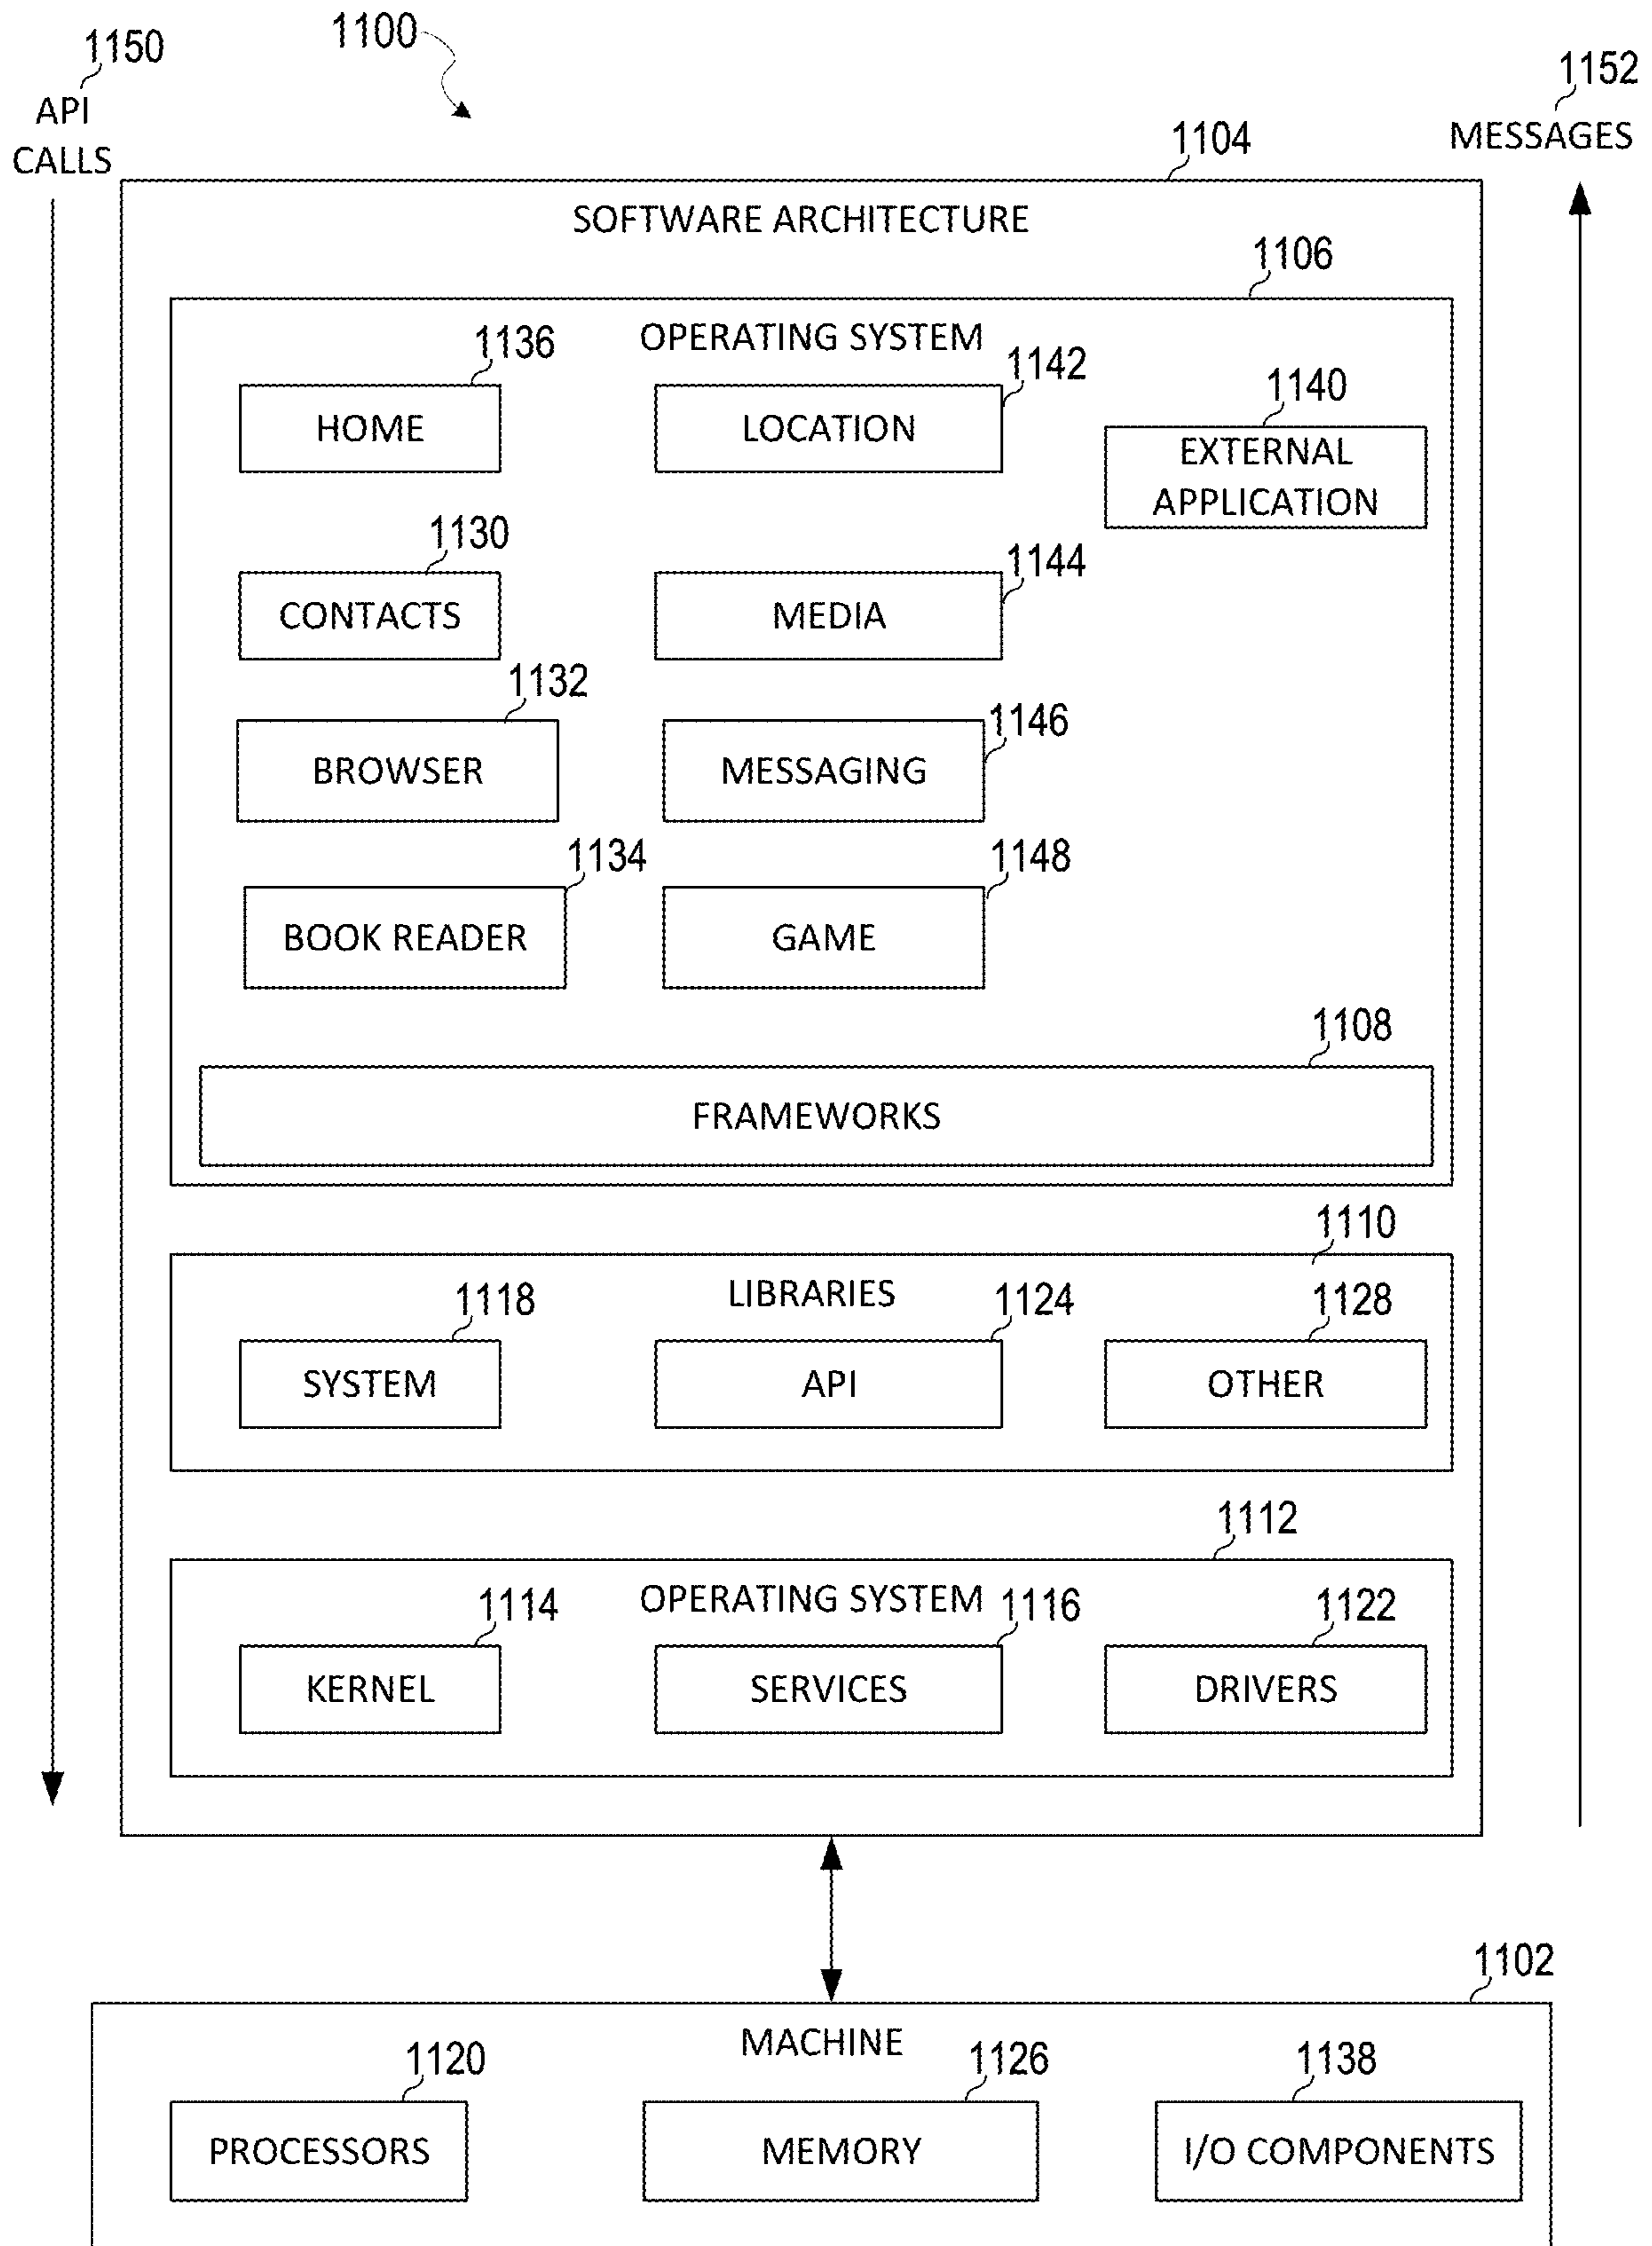 1150
API
CALLS
1100
1152
MESSAGES
1104
SOFTWARE ARCHITECTURE
1106
OPERATING SYSTEM
1136
HOME
1142
LOCATION
1140
EXTERNAL
APPLICATION
1130
CONTACTS
1144
MEDIA
1132
BROWSER
1146
MESSAGING
1134
BOOK READER
1148
GAME
1108
FRAMEWORKS
1110
LIBRARIES
1118
SYSTEM
1124
API
1128
OTHER
1112
OPERATING SYSTEM
1114
KERNEL
1116
SERVICES
1122
DRIVERS
1102
MACHINE
1120
PROCESSORS
1126
MEMORY
1138
I/O COMPONENTS